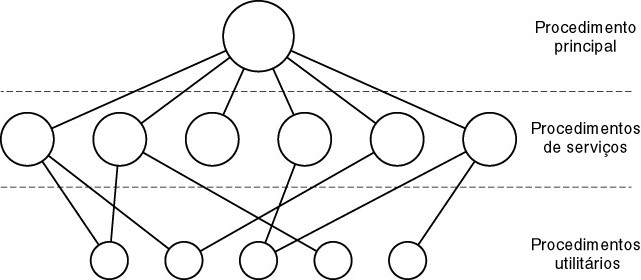 Procedimento
principal
Procedimentos
de serviços
Procedimentos
utilitários